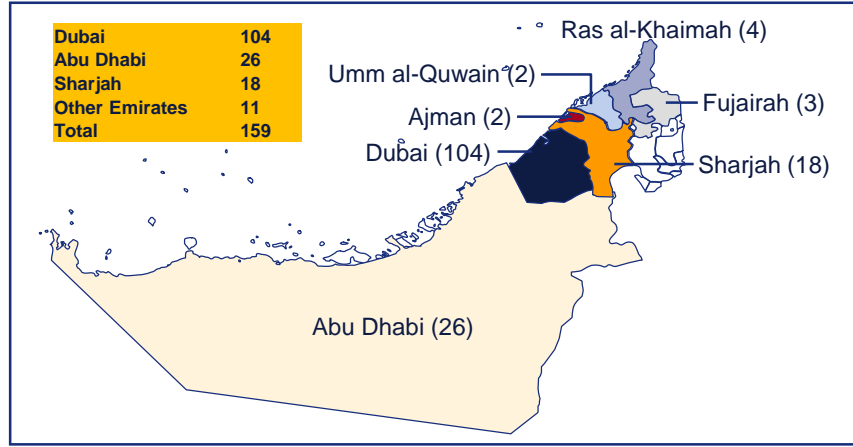 Dubai 104
Abu Dhabi 26
Sharjah 18
Other Emirates 11
Total 159
Ras al-Khaimah (4)
Umm al-Quwain (2)
Fujairah (3)
Ajman (2)
Dubai (104)
Sharjah (18)
Abu Dhabi (26)